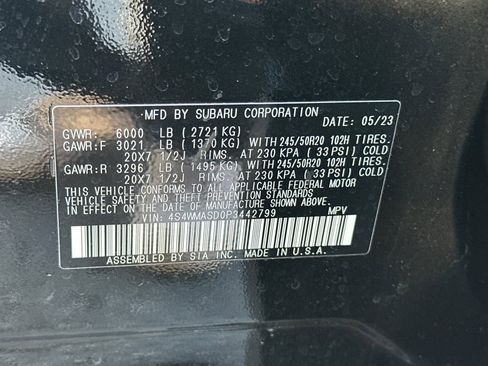 MFD BY SUBARU CORPORATION
DATE: 05/23
GVWR: 6000 LB (2721 KG)
GAWR:F 3021 LB (1370 KG) WITH 245/50R20 102H TIRES,
20X7 1/2J RIMS, AT 230 KPA (33 PSI) COLD
GAWR:R 3296 LB (1495 KG) WITH 245/50R20 102H TIRES,
20X7 1/2J RIMS, AT 230 KPA (33 PSI) COLD
THIS VEHICLE CONFORMS TO ALL APPLICABLE FEDERAL MOTOR
VEHICLE SAFETY AND THEFT PREVENTION STANDARDS
IN EFFECT ON THE DATE OF MANUFACTURE SHOWN ABOVE.
VIN: 4S4WMASD0P3442799 MPV
ASSEMBLED BY SIA INC. MADE IN U.S.A.